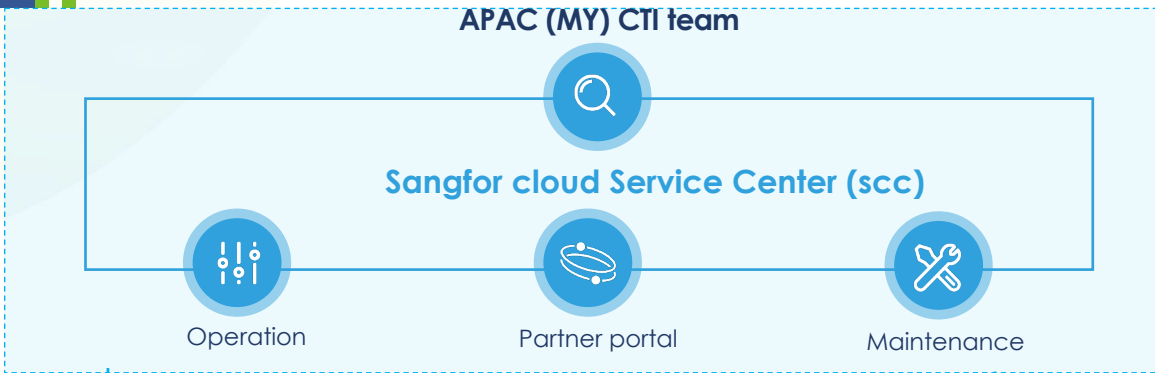 APAC (MY) CTI team
Sangfor cloud Service Center (scc)
Operation
Partner portal
Maintenance